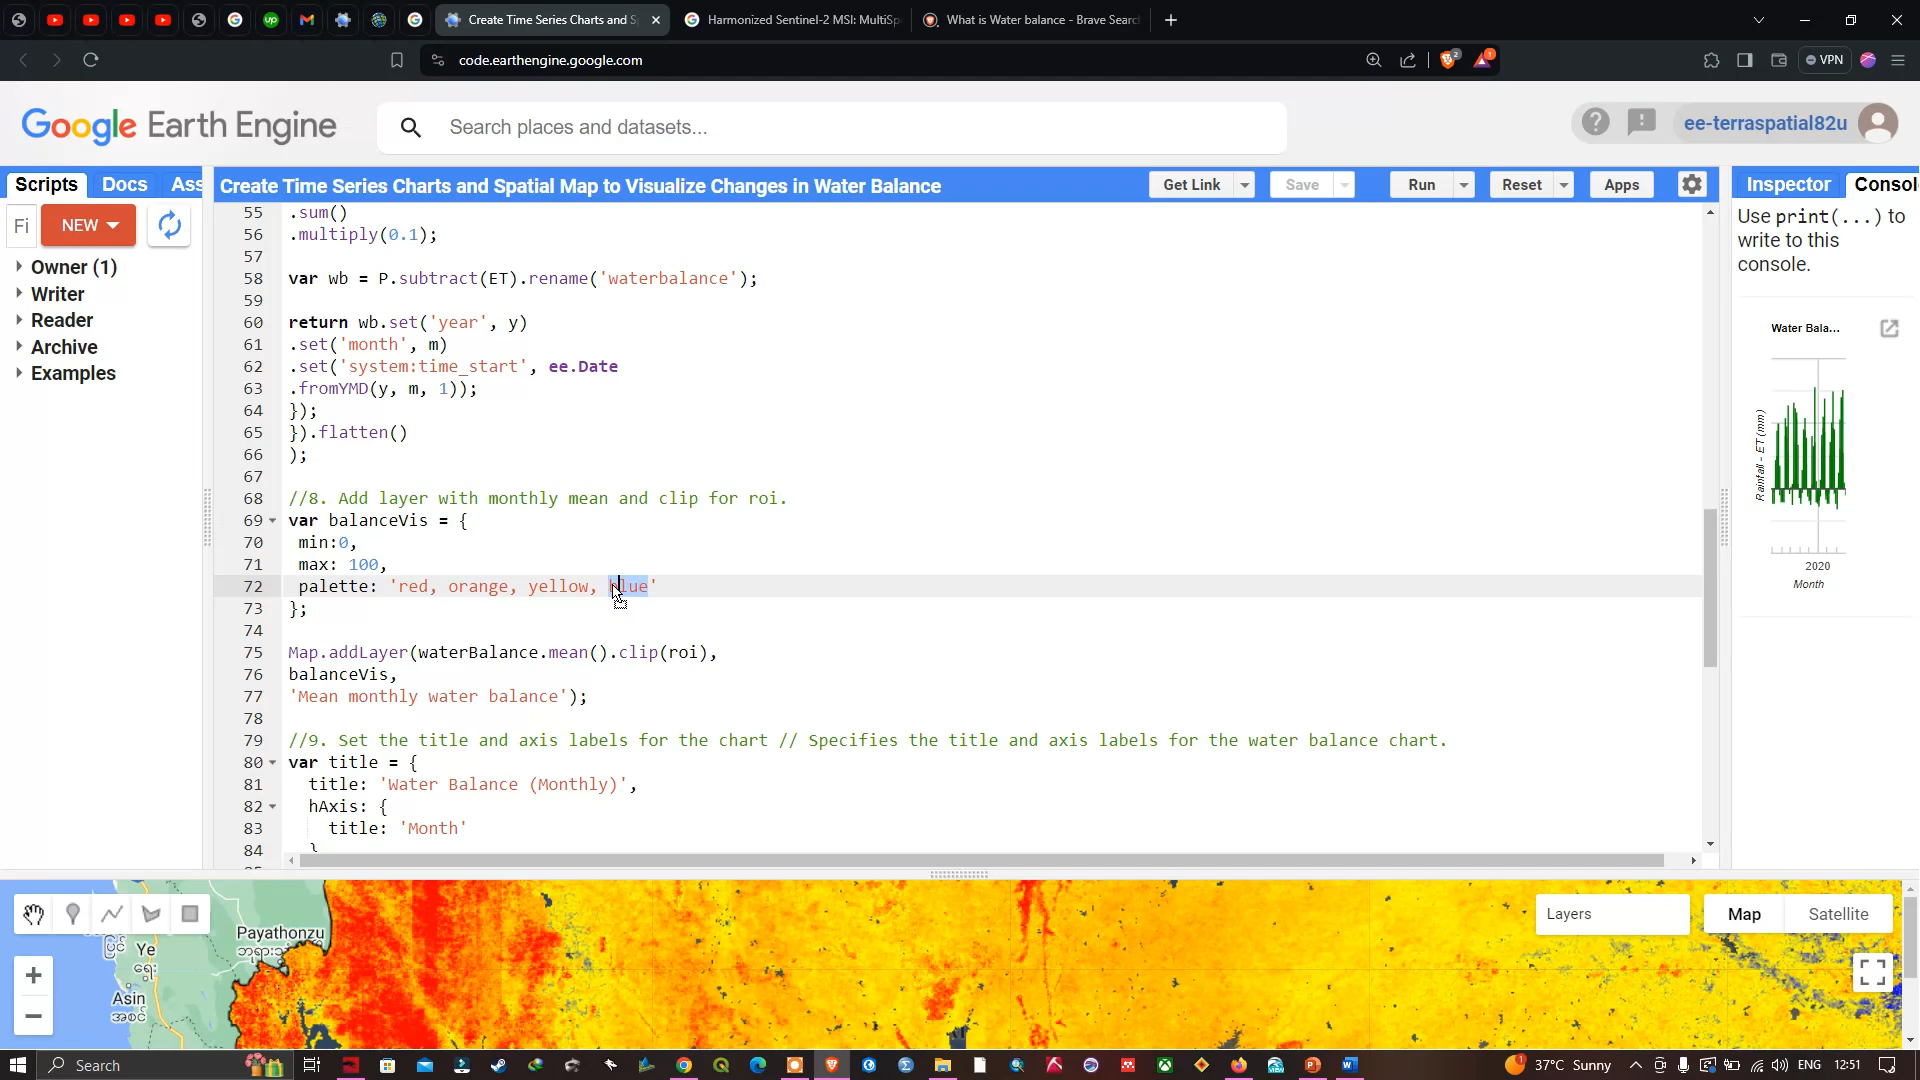 Create Time Series Charts and S
Harmonized Sentinel-2 MSI: MultiSp
What is Water balance - Brave Searc
code.earthengine.google.com
VPN
Google Earth Engine
Search places and datasets...
ee-terraspatial82u
Scripts
Docs
Ass
Create Time Series Charts and Spatial Map to Visualize Changes in Water Balance
Get Link
Save
Run
Reset
Apps
Inspector
Consol
Fi
NEW
Owner (1)
Writer
Reader
Archive
Examples
55 .sum()
56 .multiply(0.1);
57
58 var wb = P.subtract(ET).rename('waterbalance');
59
60 return wb.set('year', y)
61 .set('month', m)
62 .set('system:time_start', ee.Date
63 .fromYMD(y, m, 1));
64 });
65 }).flatten()
66 );
67
68 //8. Add layer with monthly mean and clip for roi.
69 var balanceVis = {
70 min:0,
71 max: 100,
72 palette: 'red, orange, yellow, blue'
73 };
74
75 Map.addLayer(waterBalance.mean().clip(roi),
76 balanceVis,
77 'Mean monthly water balance');
78
79 //9. Set the title and axis labels for the chart // Specifies the title and axis labels for the water balance chart.
80 var title = {
81 title: 'Water Balance (Monthly)',
82 hAxis: {
83 title: 'Month'
84 }
Use print(...) to
write to this
console.
Water Bala...
Rainfall - ET (mm)
2020
Month
Payathonzu
Ye
ရေး
Asin
အစင်
Layers
Map
Satellite
Search
37°C Sunny
ENG
12:51